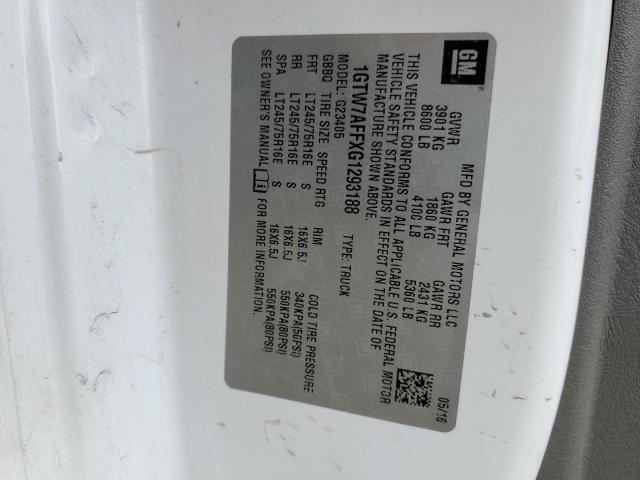 GM
MFD BY GENERAL MOTORS LLC
GVWR GAWR FRT GAWR RR
3901 KG 1860 KG 2431 KG
8600 LB 4100 LB 5360 LB
05/16
THIS VEHICLE CONFORMS TO ALL APPLICABLE U.S. FEDERAL MOTOR
VEHICLE SAFETY STANDARDS IN EFFECT ON THE DATE OF
MANUFACTURE SHOWN ABOVE.
1GTW7AFFXG1293188
TYPE: TRUCK
MODEL: G23405
GBBQ TIRE SIZE SPEED RTG RIM COLD TIRE PRESSURE
FRT LT245/75R16E S 16X6.5J 340KPA(50PSI)
RR LT245/75R16E S 16X6.5J 550KPA(80PSI)
SPA LT245/75R16E S 16X6.5J 550KPA(80PSI)
SEE OWNER'S MANUAL FOR MORE INFORMATION.